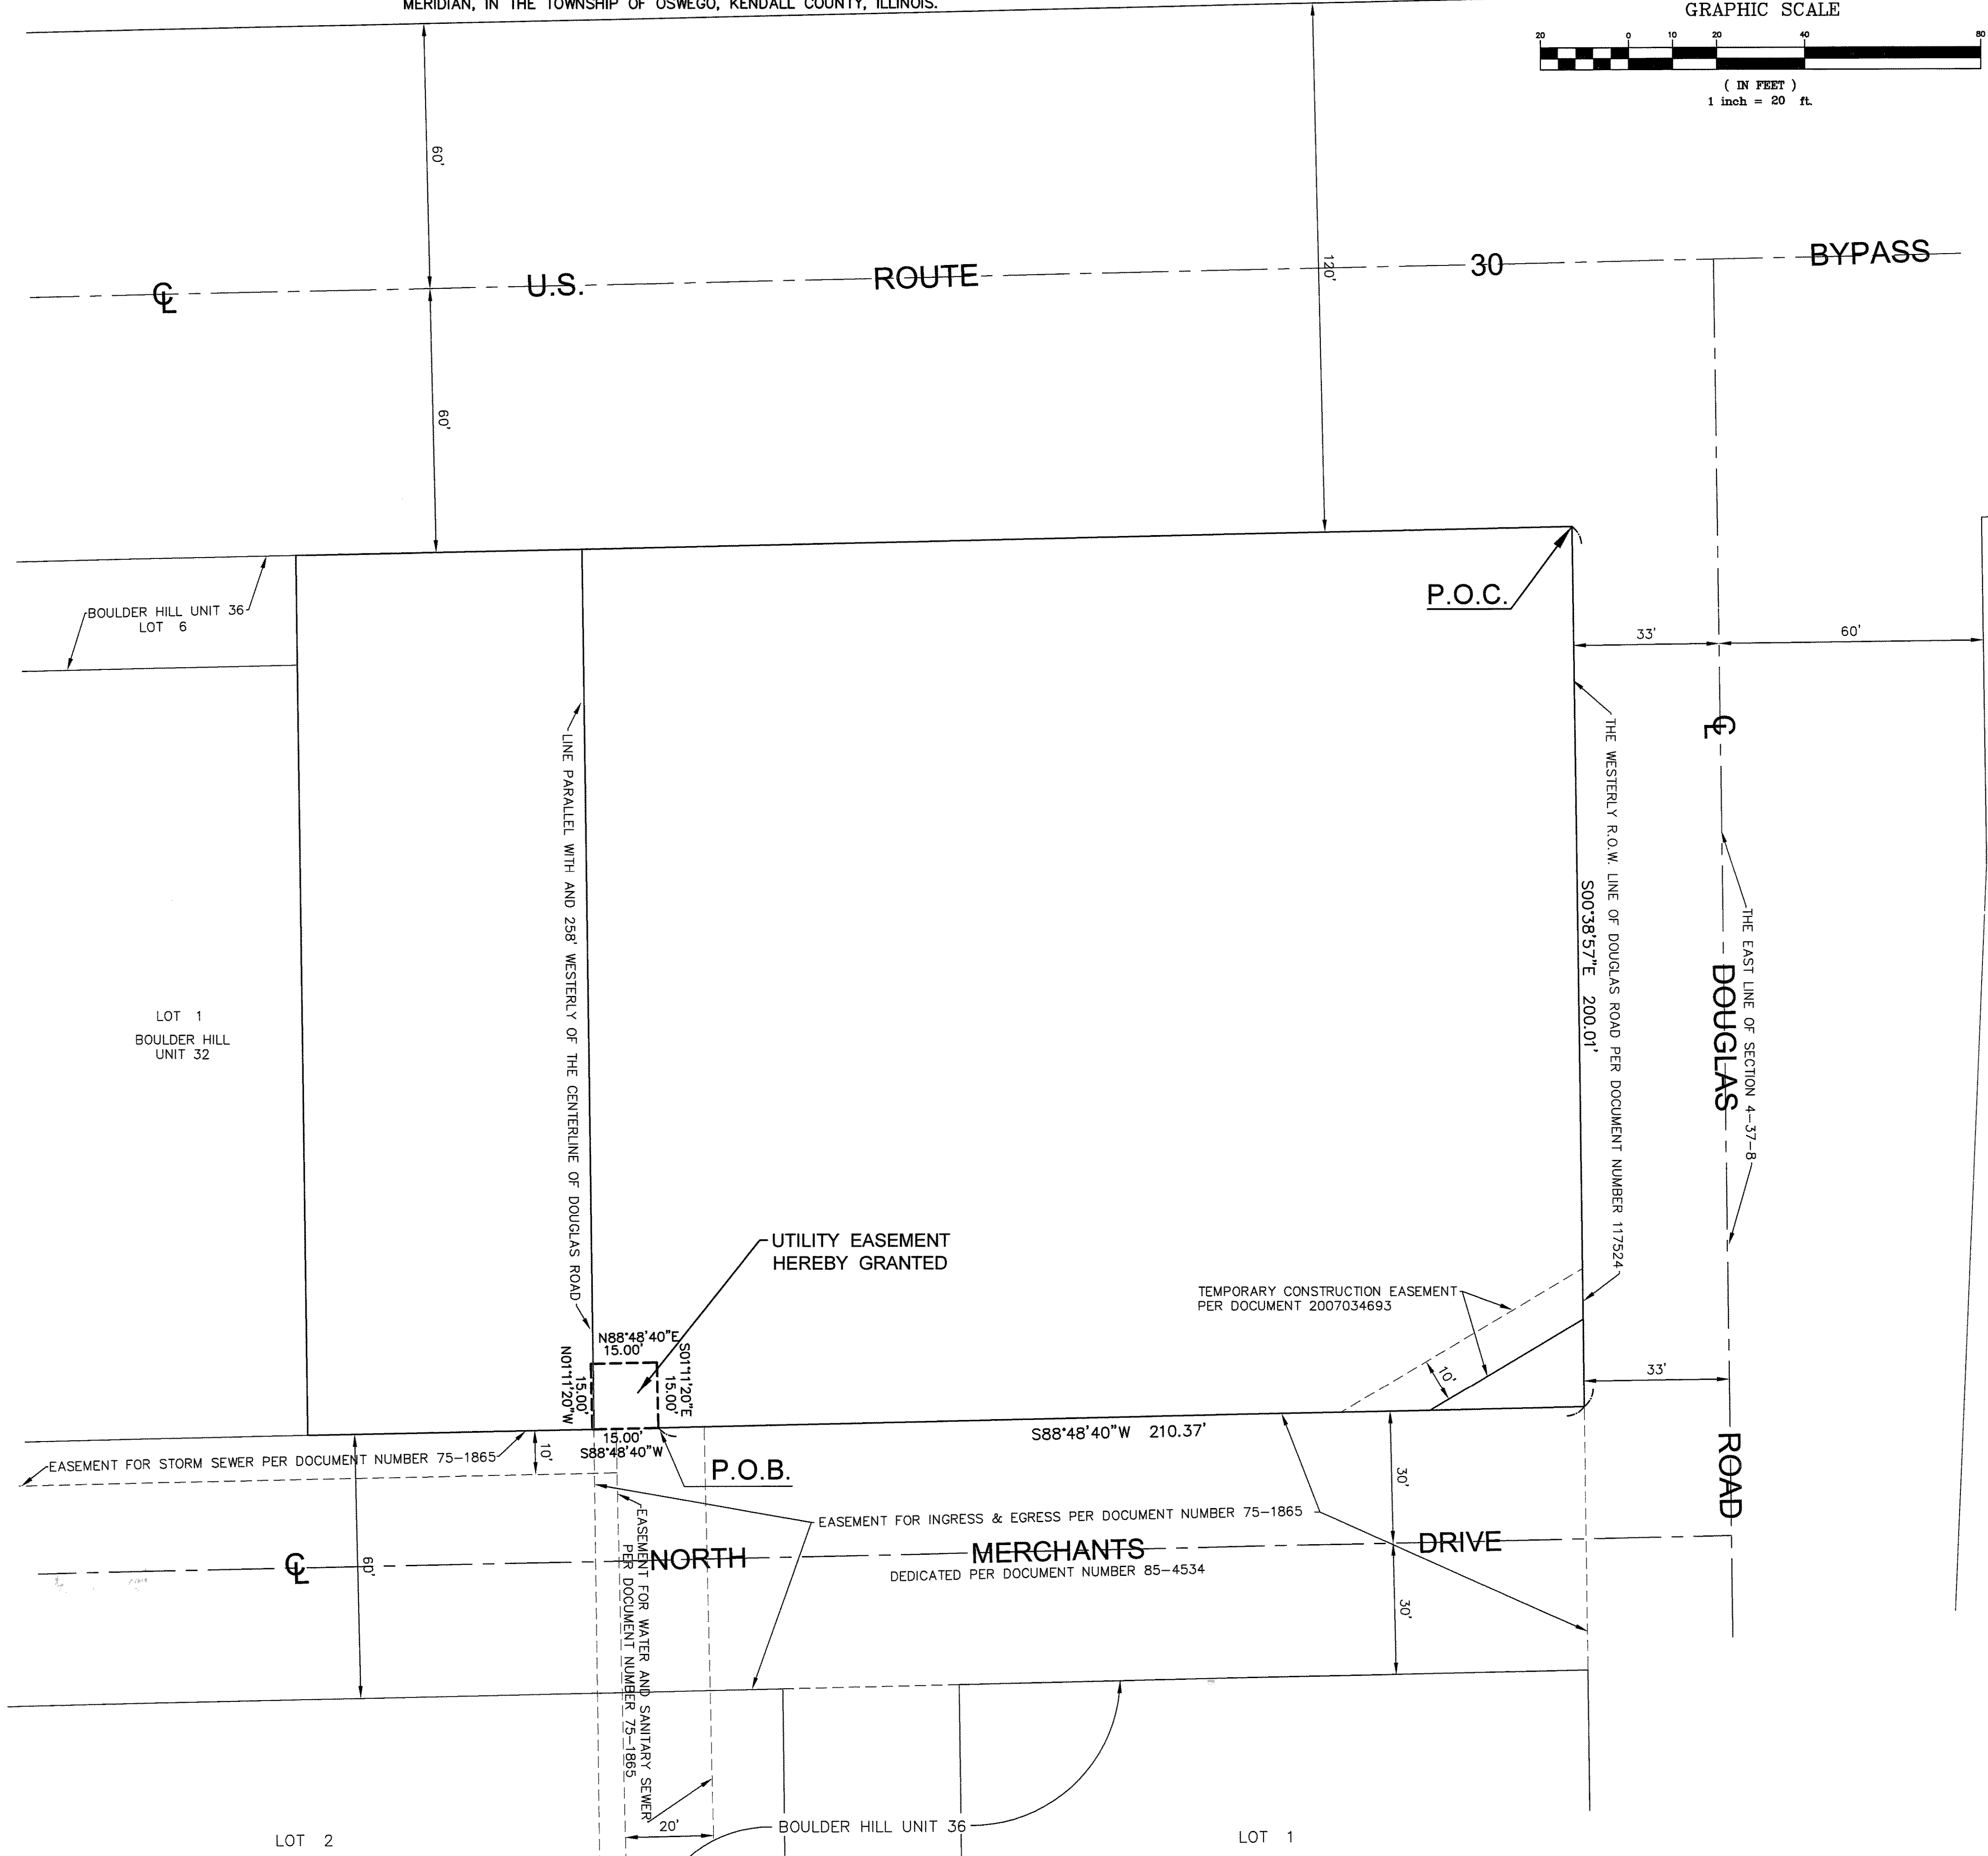 MERIDIAN, IN THE TOWNSHIP OF OSWEGO, KENDALL COUNTY, ILLINOIS.
GRAPHIC SCALE
20 0 10 20 40 80
( IN FEET )
1 inch = 20 ft.
60'
120'
℄ U.S. ROUTE 30 BYPASS
60'
P.O.C.
BOULDER HILL UNIT 36
LOT 6
33'
60'
℄
DOUGLAS
ROAD
THE EAST LINE OF SECTION 4-37-8
THE WESTERLY R.O.W. LINE OF DOUGLAS ROAD PER DOCUMENT NUMBER 117524
S00°38'57"E 200.01'
LINE PARALLEL WITH AND 258' WESTERLY OF THE CENTERLINE OF DOUGLAS ROAD
LOT 1
BOULDER HILL
UNIT 32
UTILITY EASEMENT
HEREBY GRANTED
TEMPORARY CONSTRUCTION EASEMENT
PER DOCUMENT 2007034693
10'
33'
N88°48'40"E
15.00'
S01°11'20"E
15.00'
N01°11'20"W
15.00'
15.00'
S88°48'40"W
S88°48'40"W 210.37'
P.O.B.
EASEMENT FOR STORM SEWER PER DOCUMENT NUMBER 75-1865
10'
30'
EASEMENT FOR INGRESS & EGRESS PER DOCUMENT NUMBER 75-1865
℄ NORTH MERCHANTS DRIVE
DEDICATED PER DOCUMENT NUMBER 85-4534
60'
30'
EASEMENT FOR WATER AND SANITARY SEWER
PER DOCUMENT NUMBER 75-1865
20'
BOULDER HILL UNIT 36
LOT 2
LOT 1